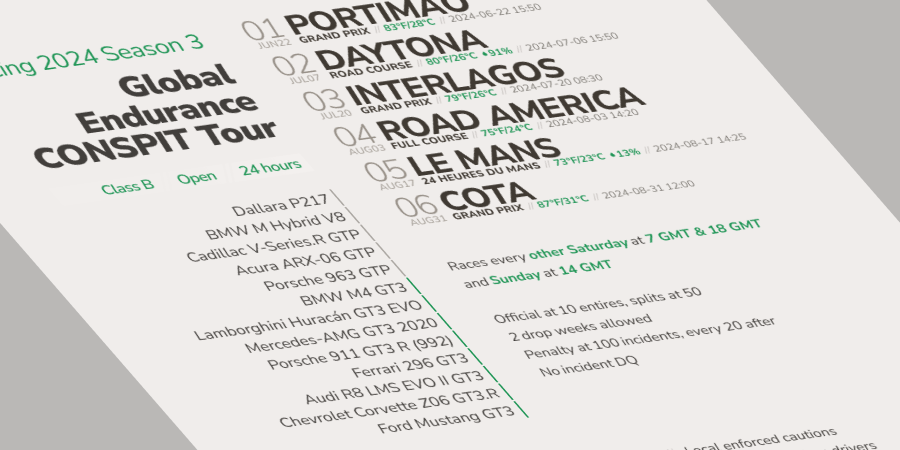 ing 2024 Season 3
Global
Endurance
CONSPIT Tour
Class B Open 24 hours
Dallara P217
BMW M Hybrid V8
Cadillac V-Series.R GTP
Acura ARX-06 GTP
Porsche 963 GTP
BMW M4 GT3
Lamborghini Huracán GT3 EVO
Mercedes-AMG GT3 2020
Porsche 911 GT3 R (992)
Ferrari 296 GT3
Audi R8 LMS EVO II GT3
Chevrolet Corvette Z06 GT3.R
Ford Mustang GT3
01 PORTIMÃO
JUN22 GRAND PRIX // 83°F/28°C // 2024-06-22 15:50
02 DAYTONA
JUL07 ROAD COURSE // 80°F/26°C 91% // 2024-07-06 15:50
03 INTERLAGOS
JUL20 GRAND PRIX // 79°F/26°C // 2024-07-20 08:30
04 ROAD AMERICA
AUG03 FULL COURSE // 75°F/24°C // 2024-08-03 14:20
05 LE MANS
AUG17 24 HEURES DU MANS // 73°F/23°C 13% // 2024-08-17 14:25
06 COTA
AUG31 GRAND PRIX // 87°F/31°C // 2024-08-31 12:00
Races every other Saturday at 7 GMT & 18 GMT
and Sunday at 14 GMT
Official at 10 entires, splits at 50
2 drop weeks allowed
Penalty at 100 incidents, every 20 after
No incident DQ
Local enforced cautions
drivers